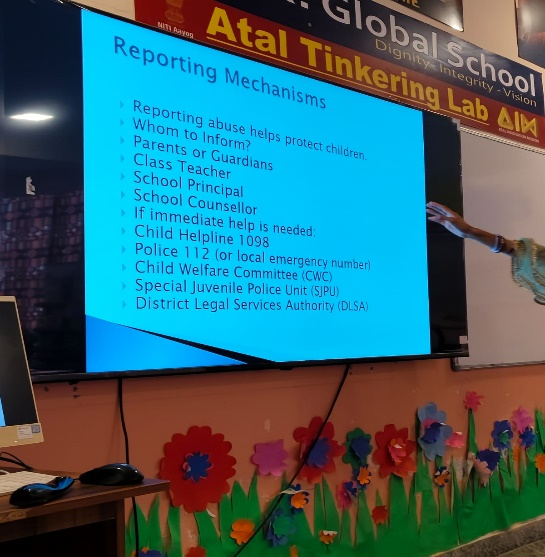 NITI Aayog
Global School
Dignity - Integrity - Vision
Atal Tinkering Lab
AIM
ATAL INNOVATION MISSION
Reporting Mechanisms
Reporting abuse helps protect children.
Whom to Inform?
Parents or Guardians
Class Teacher
School Principal
School Counsellor
If immediate help is needed:
Child Helpline 1098
Police 112 (or local emergency number)
Child Welfare Committee (CWC)
Special Juvenile Police Unit (SJPU)
District Legal Services Authority (DLSA)